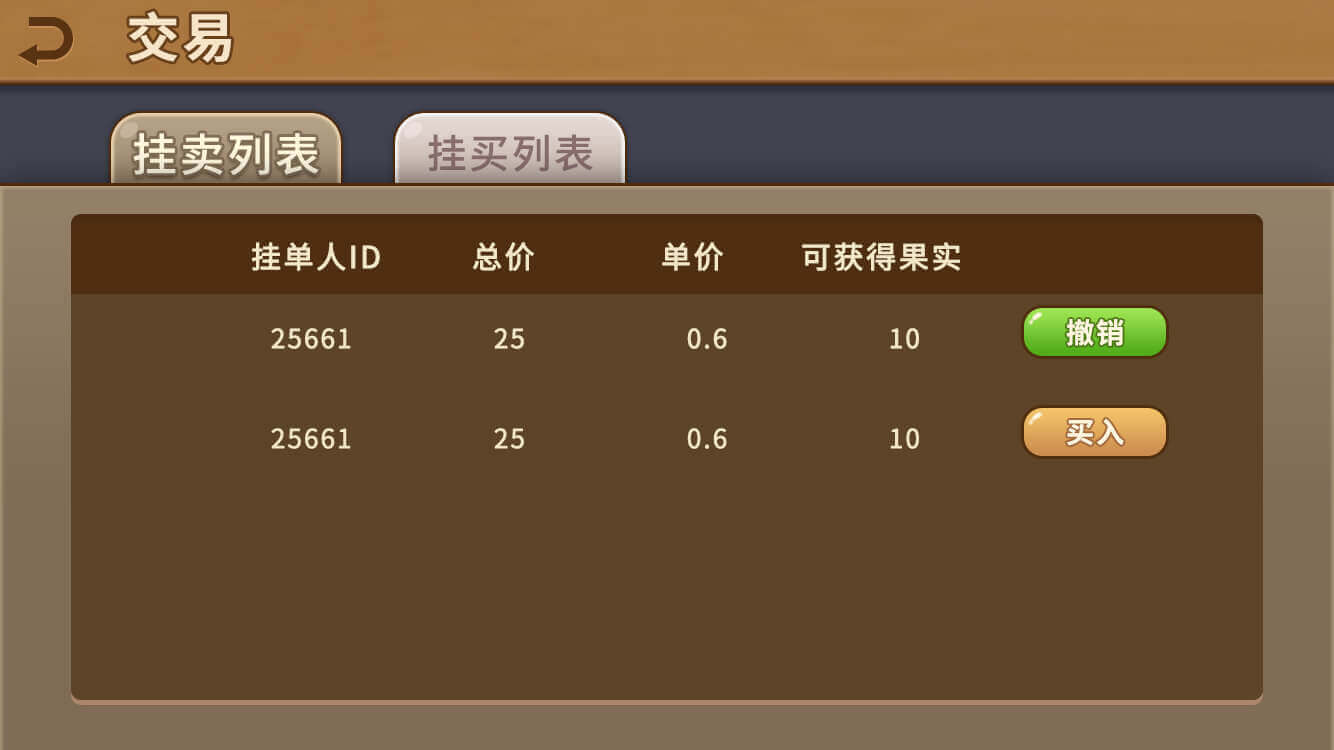 交易
挂卖列表 挂买列表
挂单人ID 总价 单价 可获得果实
25661 25 0.6 10 撤销
25661 25 0.6 10 买入